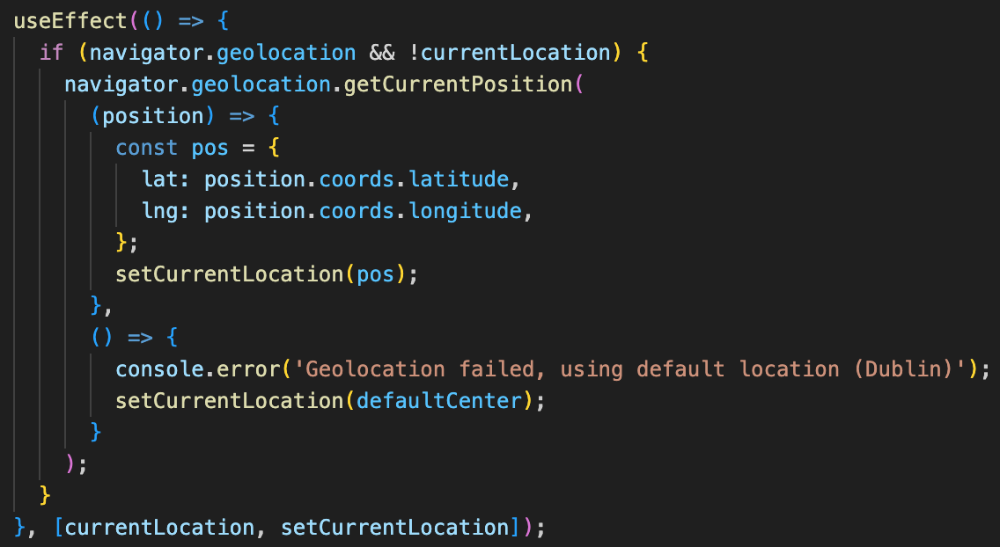 useEffect(() => {
  if (navigator.geolocation && !currentLocation) {
    navigator.geolocation.getCurrentPosition(
      (position) => {
        const pos = {
          lat: position.coords.latitude,
          lng: position.coords.longitude,
        };
        setCurrentLocation(pos);
      },
      () => {
        console.error('Geolocation failed, using default location (Dublin)');
        setCurrentLocation(defaultCenter);
      }
    );
  }
}, [currentLocation, setCurrentLocation]);